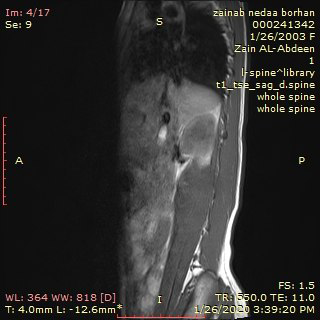 Im: 4/17
Se: 9
zainab nedaa borhan
000241342
1/26/2003 F
Zain AL-Abdeen
1
l-spine^library
t1_tse_sag_d.spine
whole spine
whole spine
S
A
P
I
WL: 364 WW: 818 [D]
T: 4.0mm L: -12.6mm*
FS: 1.5
TR: 550.0 TE: 11.0
1/26/2020 3:39:20 PM